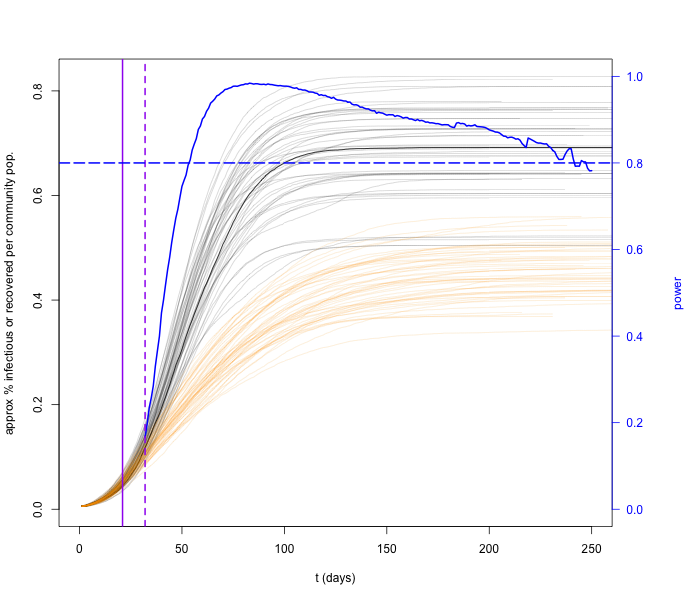 approx % infectious or recovered per community pop.
0.8
0.6
0.4
0.2
0.0
1.0
0.8
0.6
0.4
0.2
0.0
power
0 50 100 150 200 250
t (days)